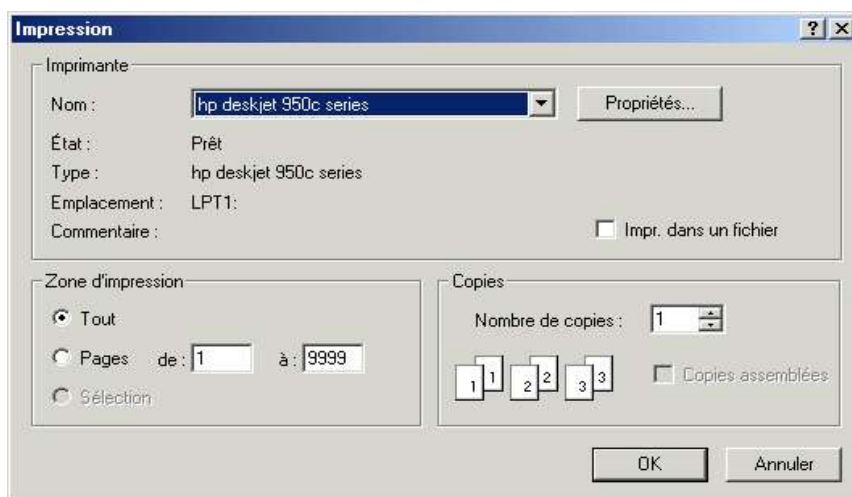 Impression
Imprimante
Nom : hp deskjet 950c series Propriétés...
État : Prêt
Type : hp deskjet 950c series
Emplacement : LPT1:
Commentaire : Impr. dans un fichier
Zone d'impression
Tout
Pages de : 1 à : 9999
Sélection
Copies
Nombre de copies : 1
1 1 2 2 3 3 Copies assemblées
OK Annuler